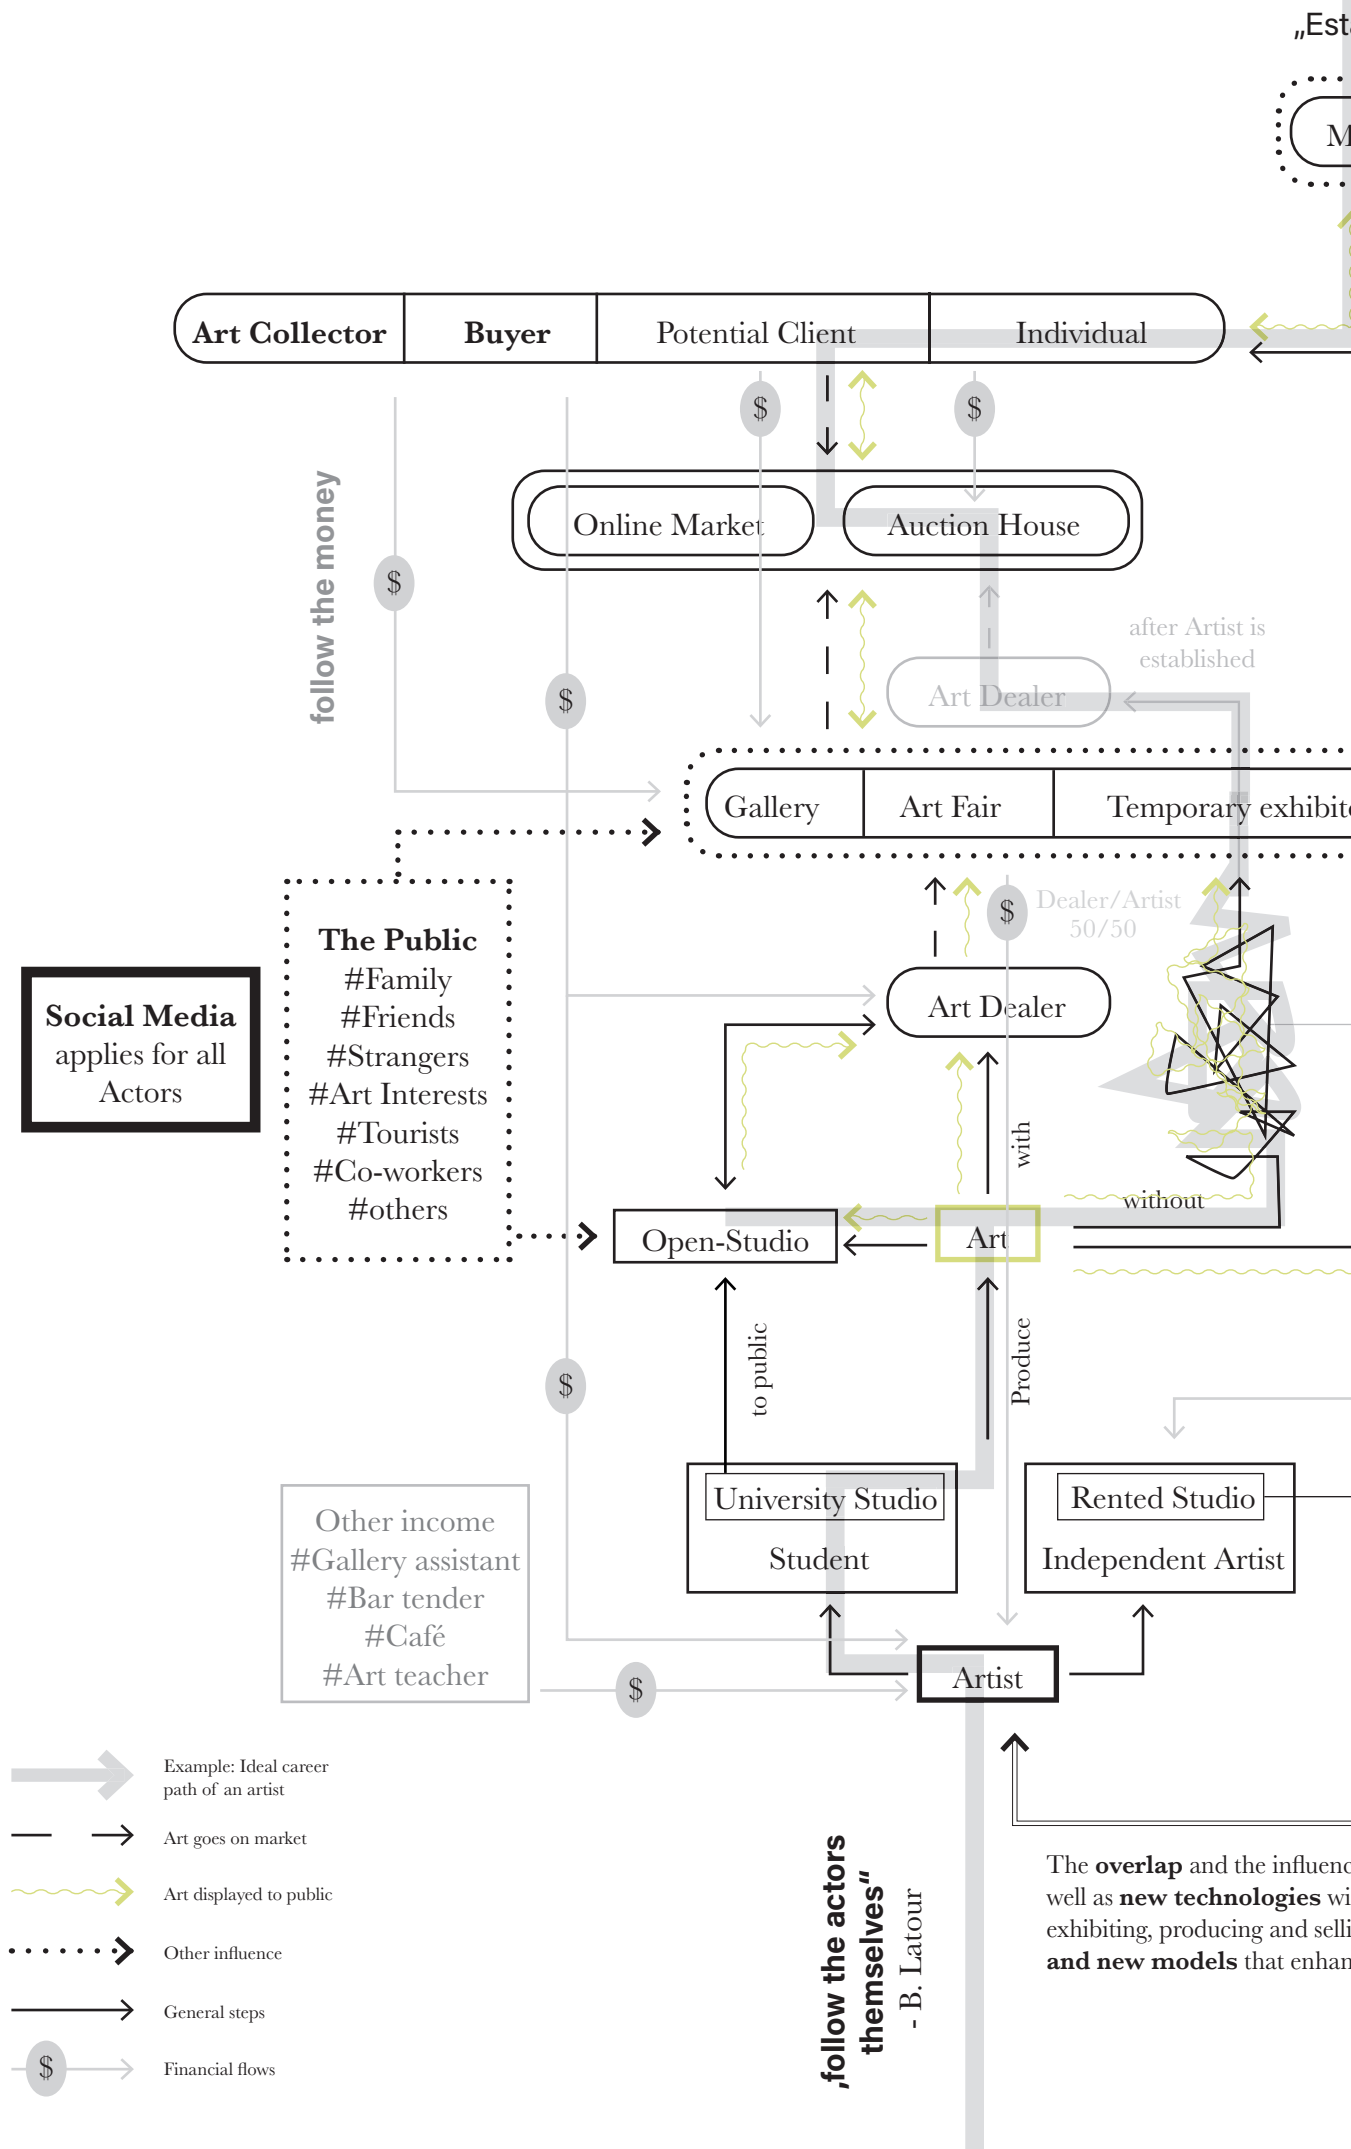 „Est
M
Art Collector
Buyer
Potential Client
Individual
$
$
follow the money
Online Market
Auction House
$
after Artist is
established
Art Dealer
$
Gallery
Art Fair
Temporary exhibit
Dealer/Artist
50/50
$
The Public
#Family
#Friends
#Strangers
#Art Interests
#Tourists
#Co-workers
#others
Social Media
applies for all
Actors
Art Dealer
with
without
Open-Studio
Art
to public
Produce
$
University Studio
Student
Rented Studio
Independent Artist
Other income
#Gallery assistant
#Bar tender
#Café
#Art teacher
$
Artist
Example: Ideal career
path of an artist
Art goes on market
Art displayed to public
Other influence
General steps
$
Financial flows
‚follow the actors
themselves“
- B. Latour
The overlap and the influenc
well as new technologies wi
exhibiting, producing and selli
and new models that enhan